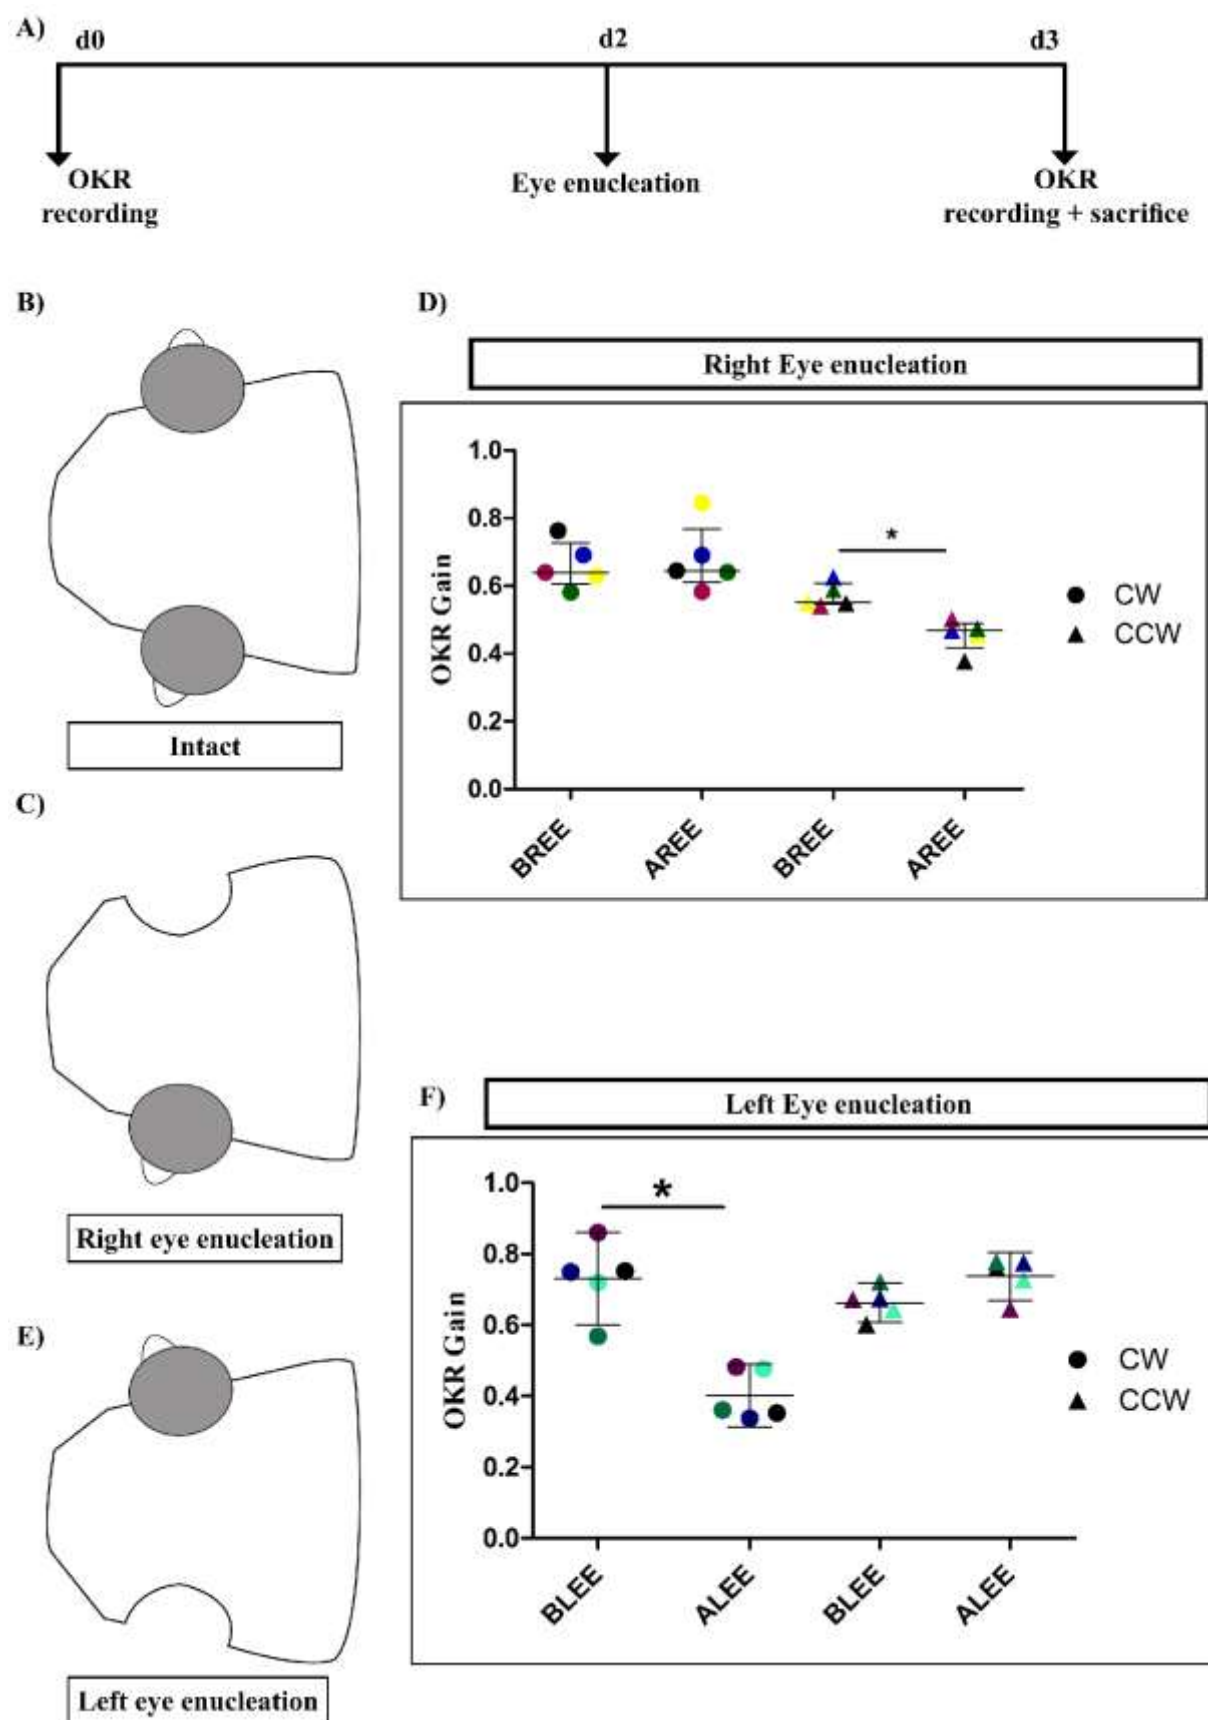 A)
d0
d2
d3
OKR
recording
Eye enucleation
OKR
recording + sacrifice
B)
Intact
C)
Right eye enucleation
E)
Left eye enucleation
D)
Right Eye enucleation
OKR Gain
1.0
0.8
0.6
0.4
0.2
0.0
*
BREE
AREE
BREE
AREE
CW
CCW
F)
Left Eye enucleation
OKR Gain
1.0
0.8
0.6
0.4
0.2
0.0
*
BLEE
ALEE
BLEE
ALEE
CW
CCW